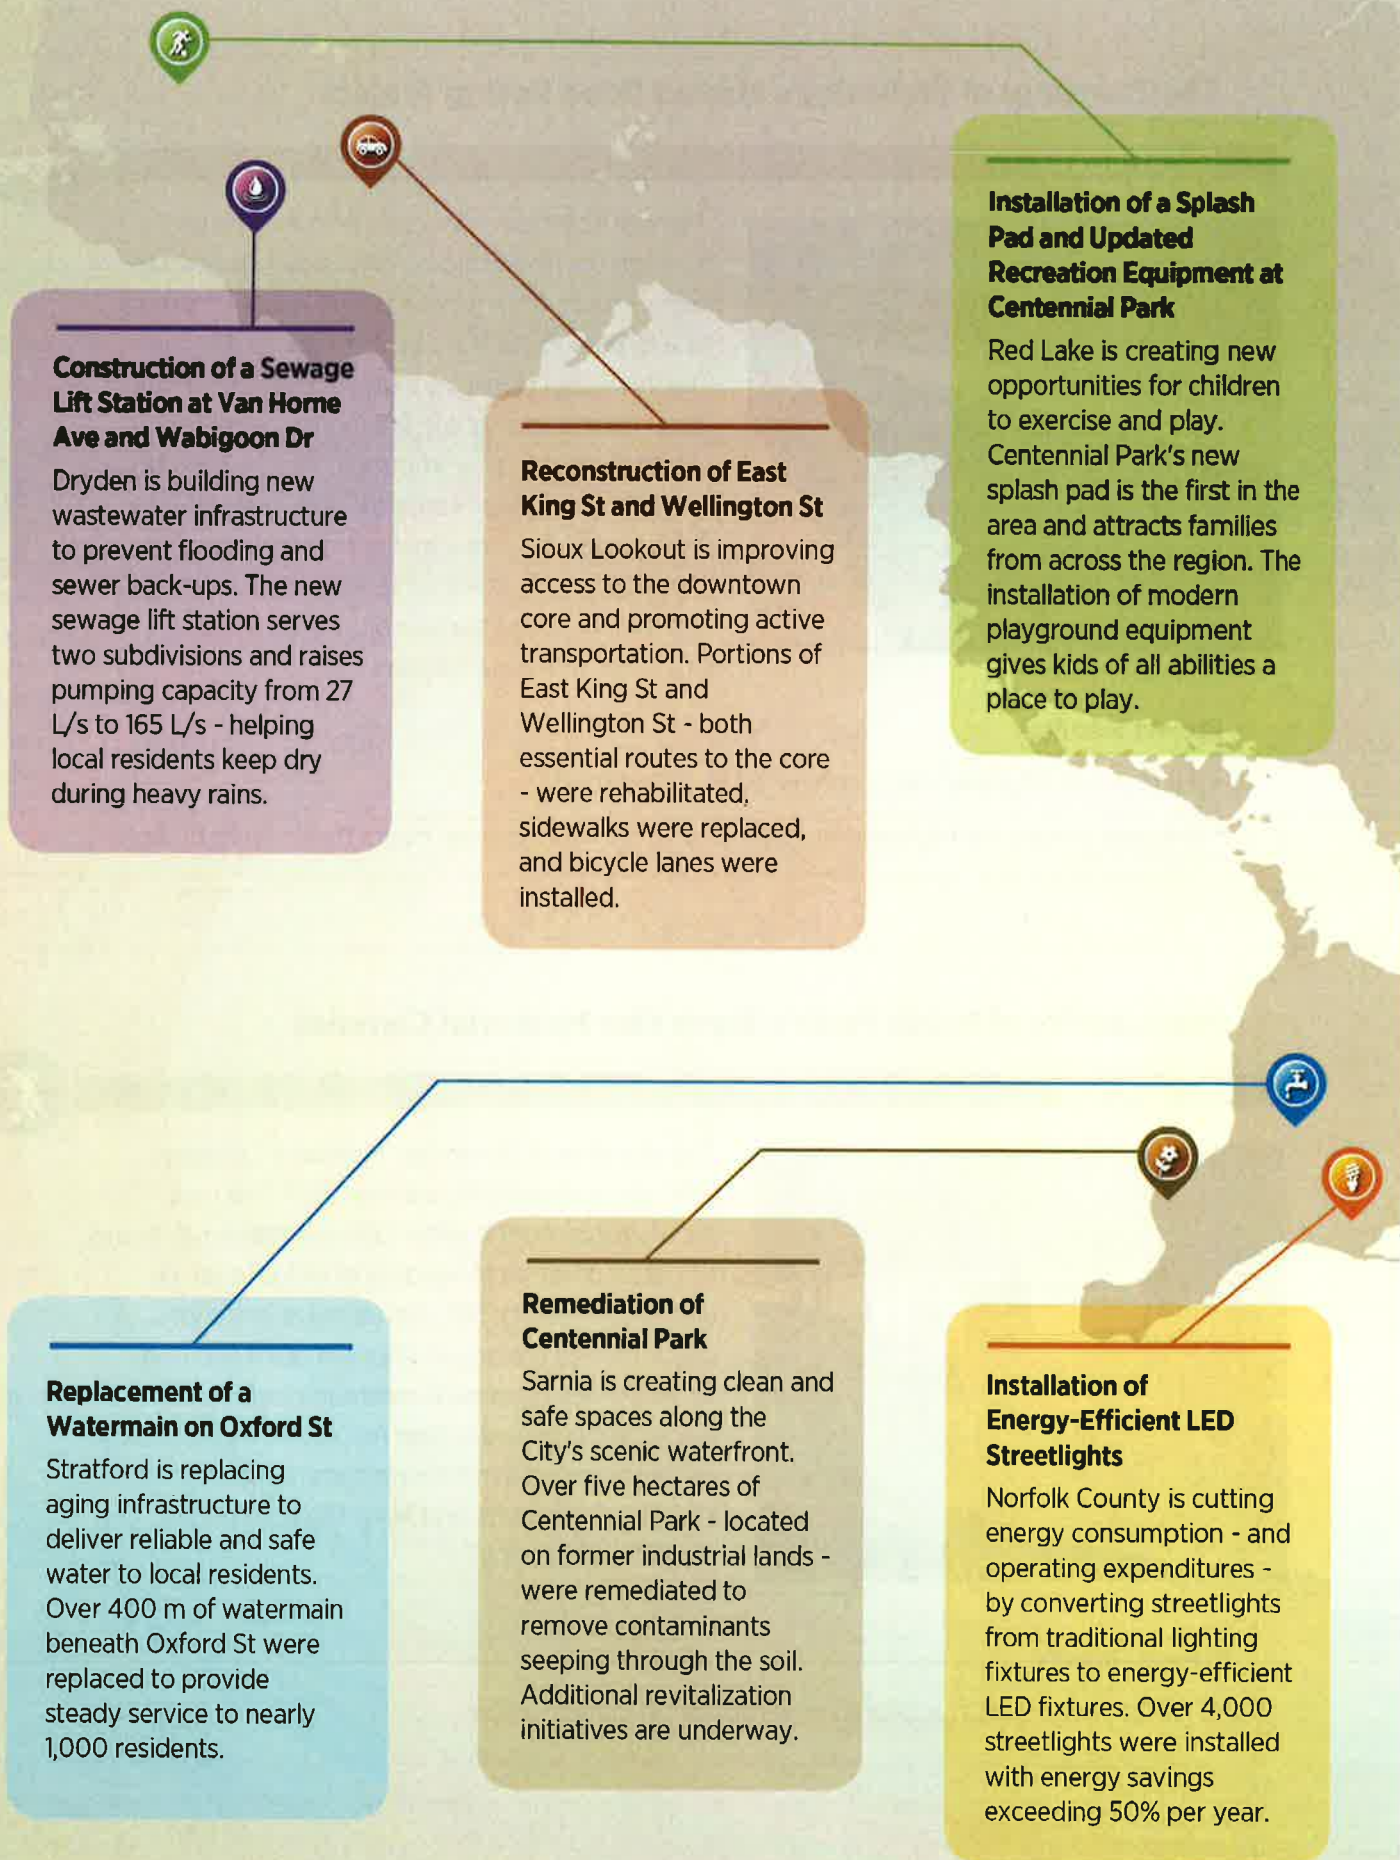 Installation of a Splash
Pad and Updated
Recreation Equipment at
Centennial Park
Red Lake is creating new
opportunities for children
to exercise and play.
Centennial Park's new
splash pad is the first in the
area and attracts families
from across the region. The
installation of modern
playground equipment
gives kids of all abilities a
place to play.
Construction of a Sewage
Lift Station at Van Horne
Ave and Wabigoon Dr
Dryden is building new
wastewater infrastructure
to prevent flooding and
sewer back-ups. The new
sewage lift station serves
two subdivisions and raises
pumping capacity from 27
L/s to 165 L/s - helping
local residents keep dry
during heavy rains.
Reconstruction of East
King St and Wellington St
Sioux Lookout is improving
access to the downtown
core and promoting active
transportation. Portions of
East King St and
Wellington St - both
essential routes to the core
- were rehabilitated,
sidewalks were replaced,
and bicycle lanes were
installed.
Replacement of a
Watermain on Oxford St
Stratford is replacing
aging infrastructure to
deliver reliable and safe
water to local residents.
Over 400 m of watermain
beneath Oxford St were
replaced to provide
steady service to nearly
1,000 residents.
Remediation of
Centennial Park
Sarnia is creating clean and
safe spaces along the
City's scenic waterfront.
Over five hectares of
Centennial Park - located
on former industrial lands -
were remediated to
remove contaminants
seeping through the soil.
Additional revitalization
initiatives are underway.
Installation of
Energy-Efficient LED
Streetlights
Norfolk County is cutting
energy consumption - and
operating expenditures -
by converting streetlights
from traditional lighting
fixtures to energy-efficient
LED fixtures. Over 4,000
streetlights were installed
with energy savings
exceeding 50% per year.